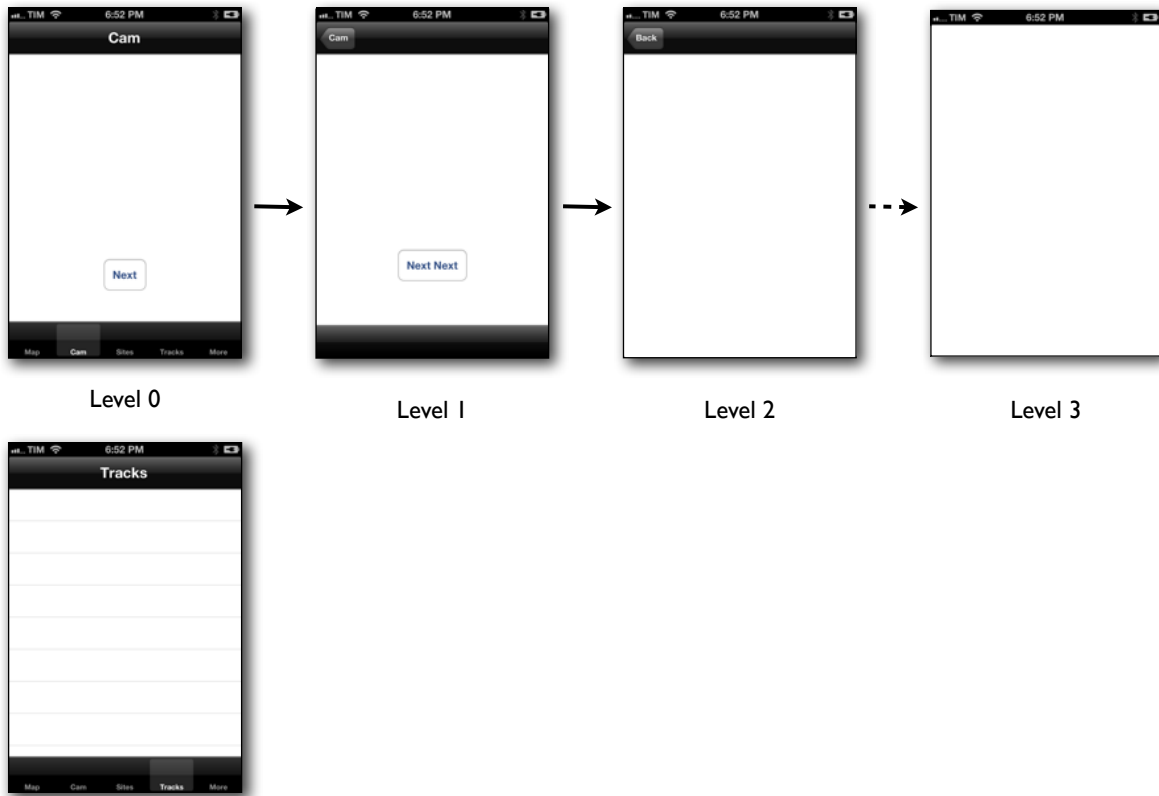 TIM 6:52 PM
Cam
Next
Map Cam Sites Tracks More
Level 0
TIM 6:52 PM
Cam
Next Next
Level 1
TIM 6:52 PM
Back
Level 2
TIM 6:52 PM
Level 3
TIM 6:52 PM
Tracks
Map Cam Sites Tracks More